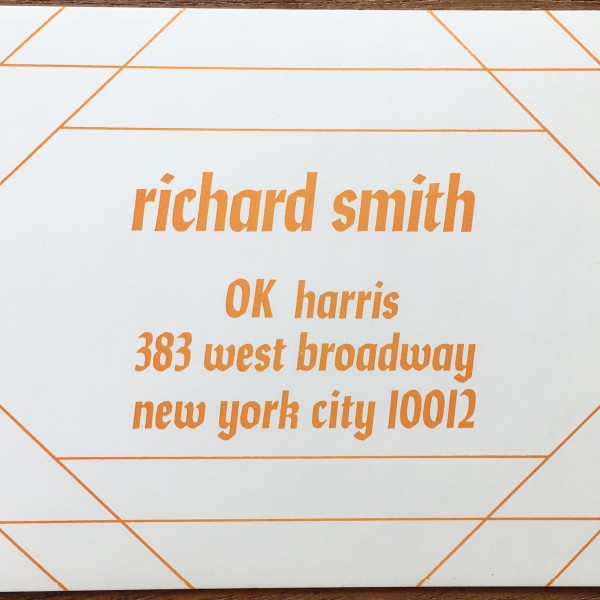 richard smith
OK harris
383 west broadway
new york city 10012